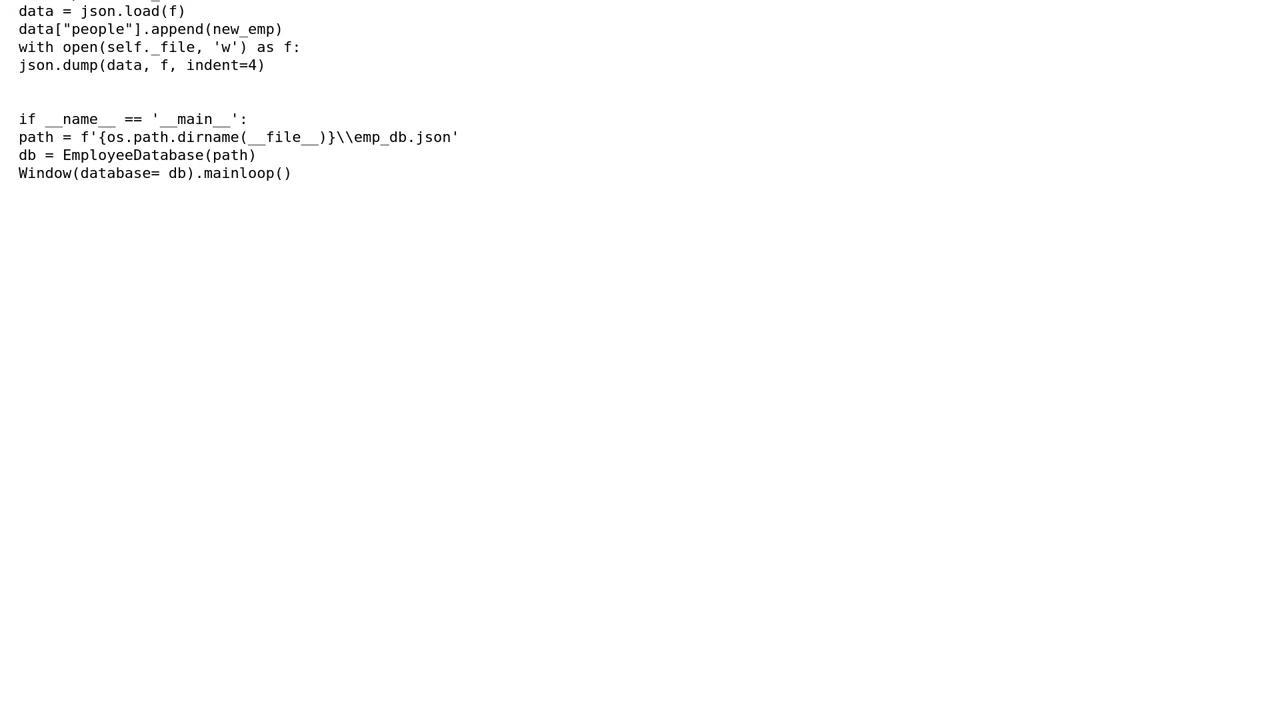 data = json.load(f)
data["people"].append(new_emp)
with open(self._file, 'w') as f:
json.dump(data, f, indent=4)
if __name__ == '__main__':
path = f'{os.path.dirname(__file__)}\\emp_db.json'
db = EmployeeDatabase(path)
Window(database= db).mainloop()